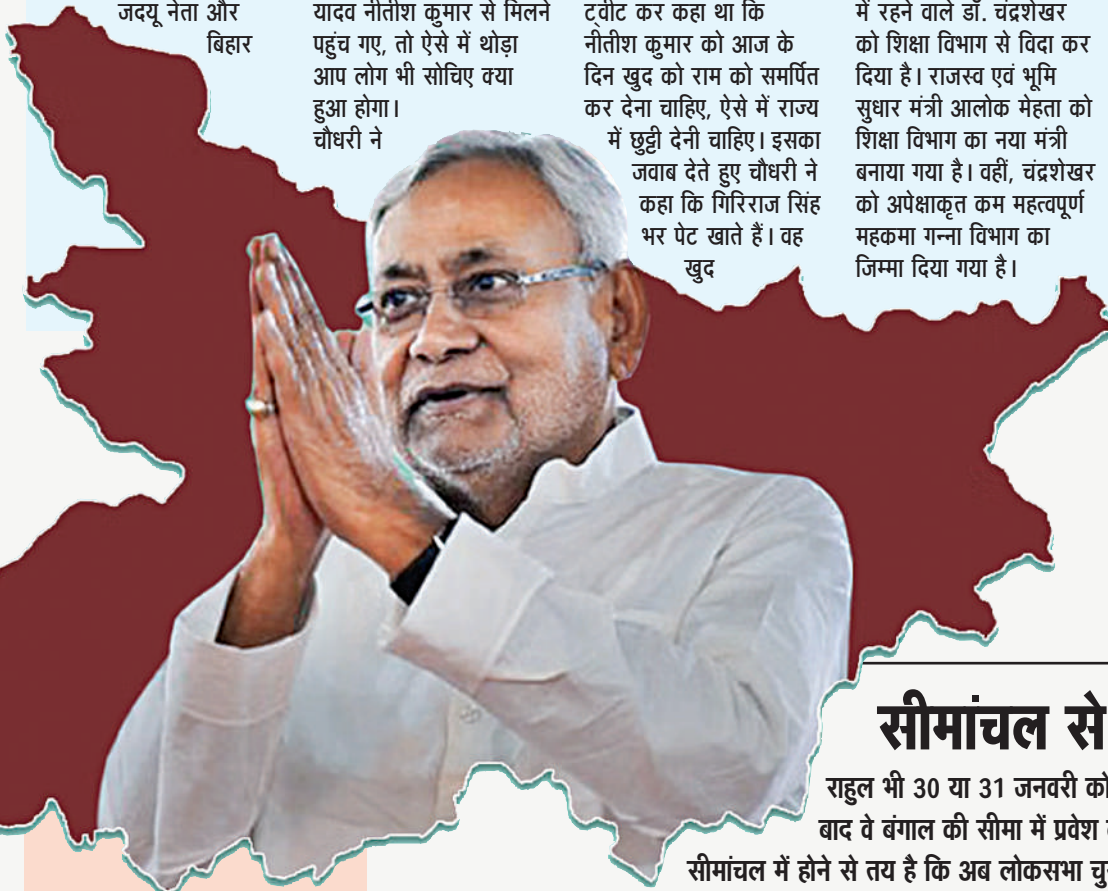 जदयू नेता और
बिहार
यादव नीतीश कुमार से मिलने
पहुंच गए, तो ऐसे में थोड़ा
आप लोग भी सोचिए क्या
हुआ होगा।
चौधरी ने
ट्वीट कर कहा था कि
नीतीश कुमार को आज के
दिन खुद को राम को समर्पित
कर देना चाहिए, ऐसे में राज्य
में छुट्टी देनी चाहिए। इसका
जवाब देते हुए चौधरी ने
कहा कि गिरिराज सिंह
भर पेट खाते हैं। वह
खुद
में रहने वाले डॉ. चंद्रशेखर
को शिक्षा विभाग से विदा कर
दिया है। राजस्व एवं भूमि
सुधार मंत्री आलोक मेहता को
शिक्षा विभाग का नया मंत्री
बनाया गया है। वहीं, चंद्रशेखर
को अपेक्षाकृत कम महत्वपूर्ण
महकमा गन्ना विभाग का
जिम्मा दिया गया है।
सीमांचल से
राहुल भी 30 या 31 जनवरी को
बाद वे बंगाल की सीमा में प्रवेश
सीमांचल में होने से तय है कि अब लोकसभा